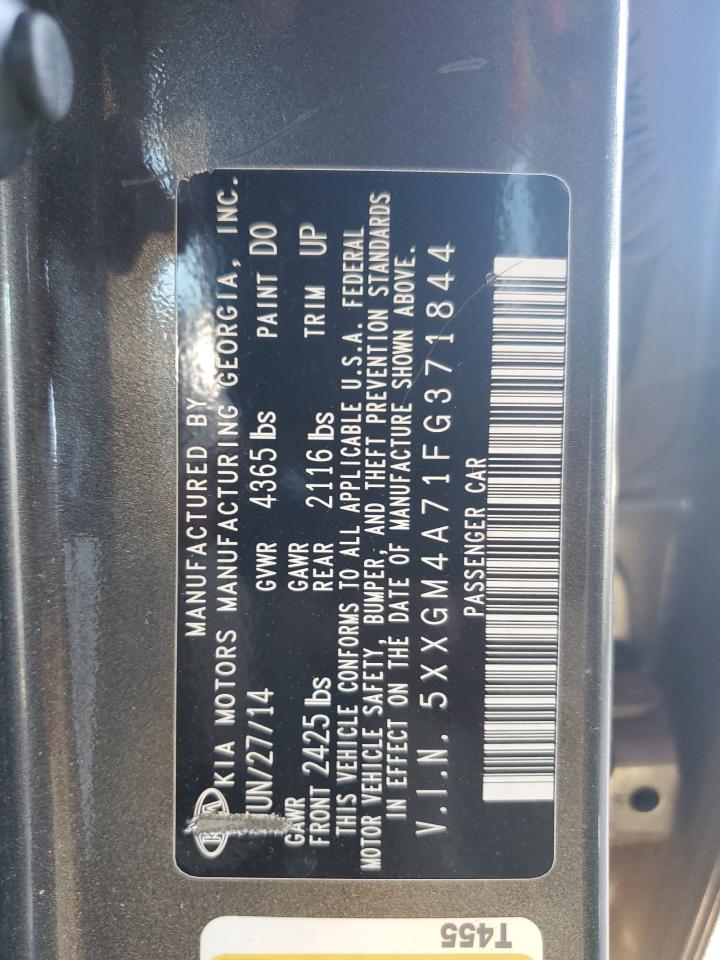 KIA
MANUFACTURED BY
KIA MOTORS MANUFACTURING GEORGIA, INC.
UN/27/14 GVWR 4365 lbs PAINT DO
GAWR GAWR
FRONT 2425 lbs REAR 2116 lbs TRIM UP
THIS VEHICLE CONFORMS TO ALL APPLICABLE U.S.A. FEDERAL
MOTOR VEHICLE SAFETY, BUMPER, AND THEFT PREVENTION STANDARDS
IN EFFECT ON THE DATE OF MANUFACTURE SHOWN ABOVE.
V.I.N. 5XXGM4A71FG371844
PASSENGER CAR
T455